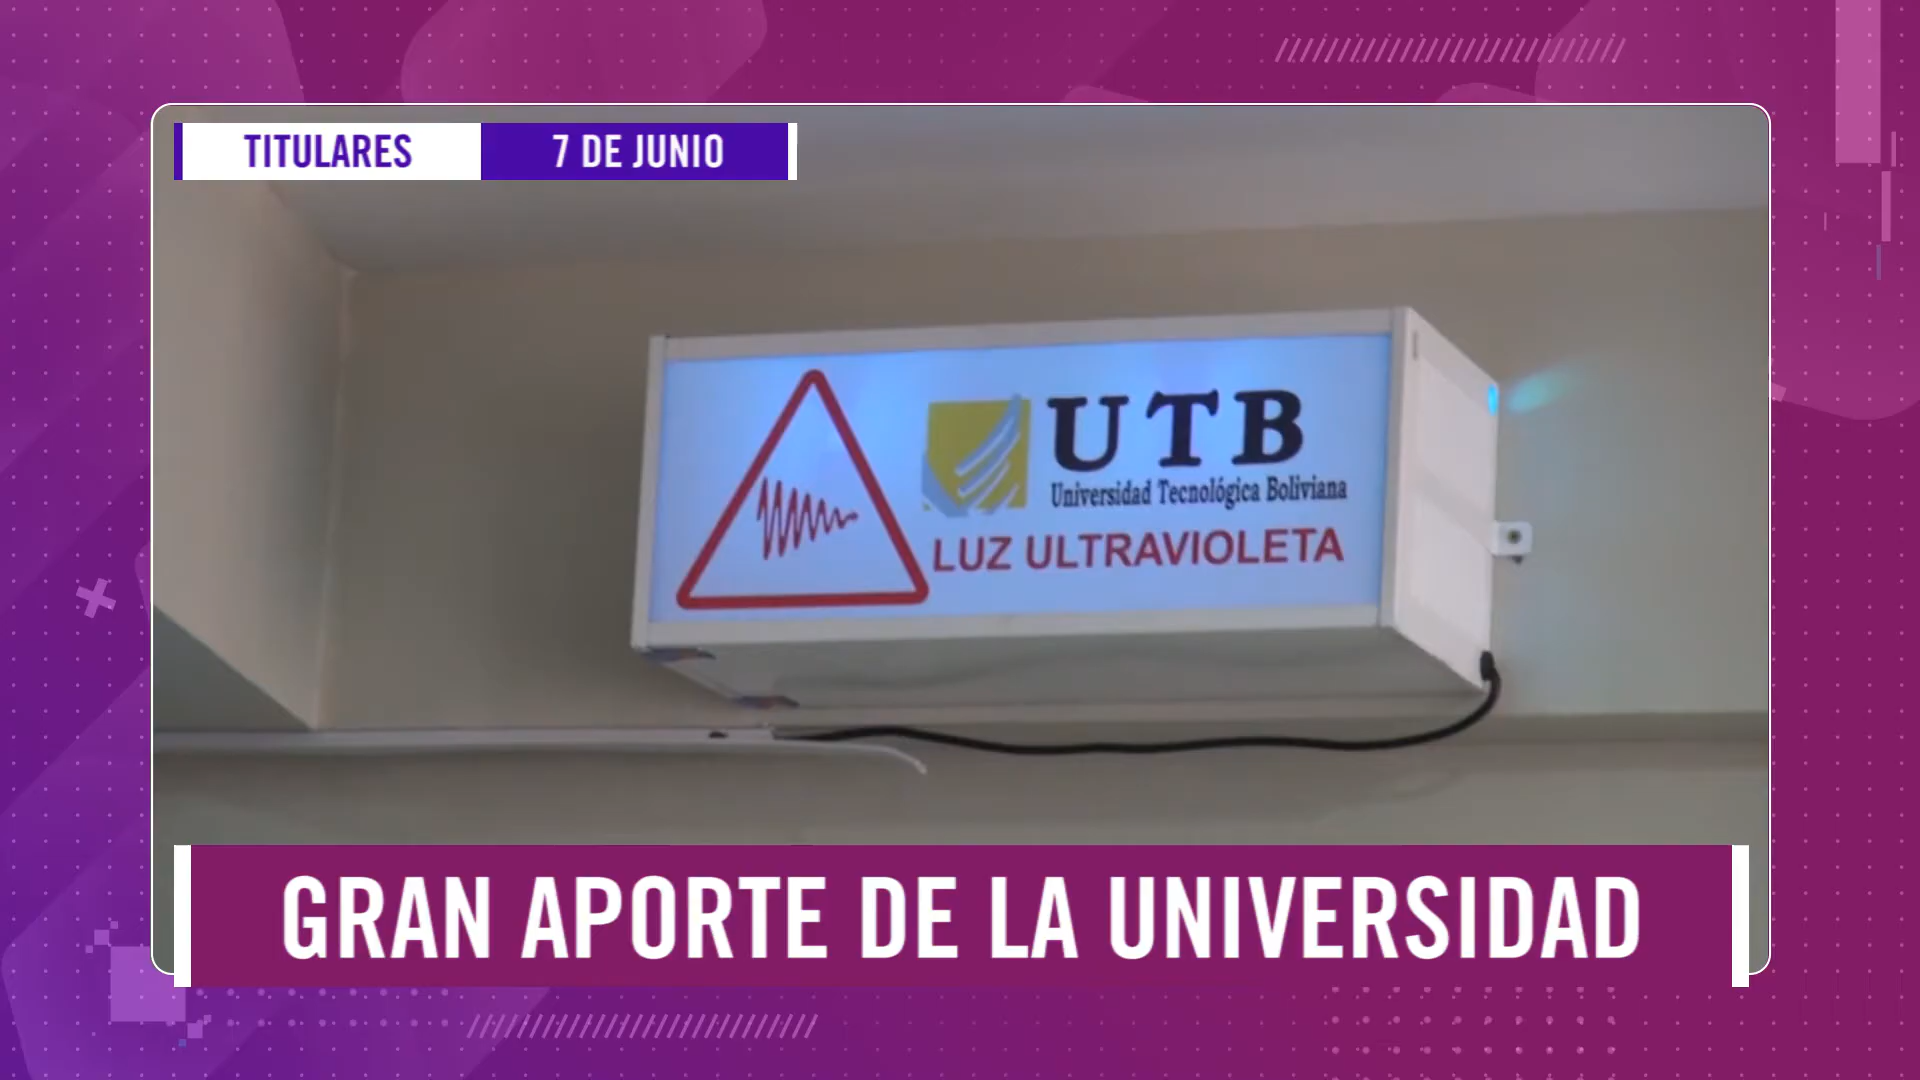 TITULARES
7 DE JUNIO
UTB
Universidad Tecnológica Boliviana
LUZ ULTRAVIOLETA
GRAN APORTE DE LA UNIVERSIDAD